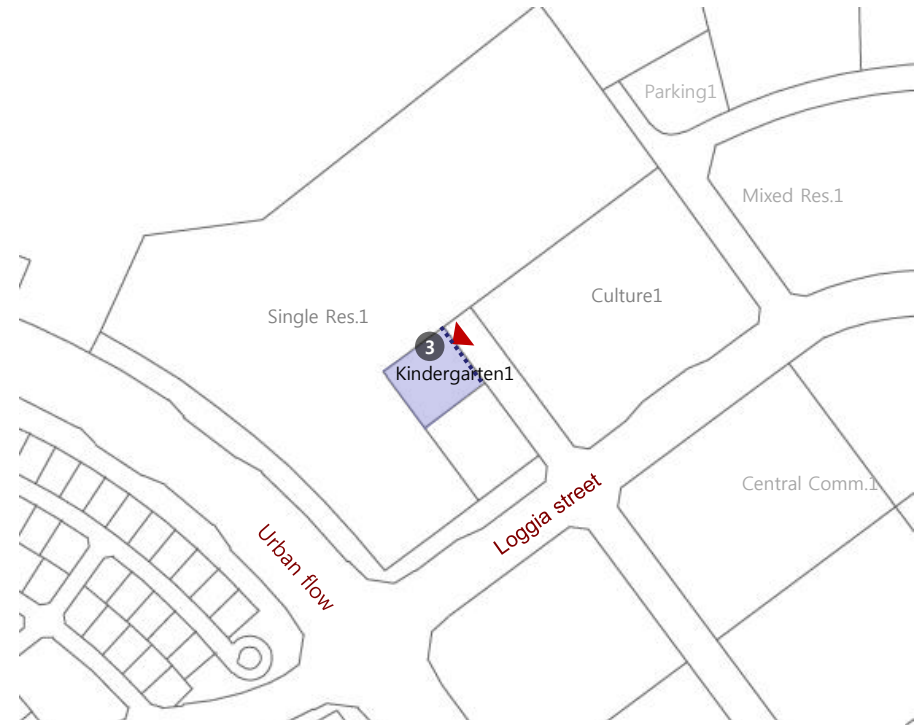 Parking1
Mixed Res.1
Culture1
Single Res.1
3
Kindergarten1
Central Comm.1
Loggia street
Urban flow